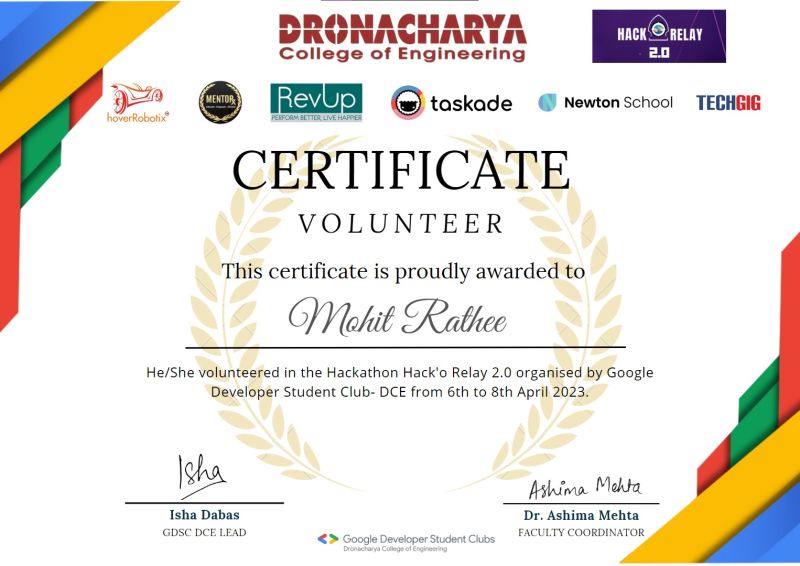 DRONACHARYA
College of Engineering
HACK RELAY
2.0
hoverRobotix
MENTORx
RevUp
PERFORM BETTER, LIVE HAPPIER
taskade
Newton School
TECHGIG
CERTIFICATE
VOLUNTEER
This certificate is proudly awarded to
Mohit Rathee
He/She volunteered in the Hackathon Hack'o Relay 2.0 organised by Google
Developer Student Club- DCE from 6th to 8th April 2023.
Isha
Ashima Mehta
Isha Dabas
Dr. Ashima Mehta
GDSC DCE LEAD
FACULTY COORDINATOR
Google Developer Student Clubs
Dronacharya College of Engineering